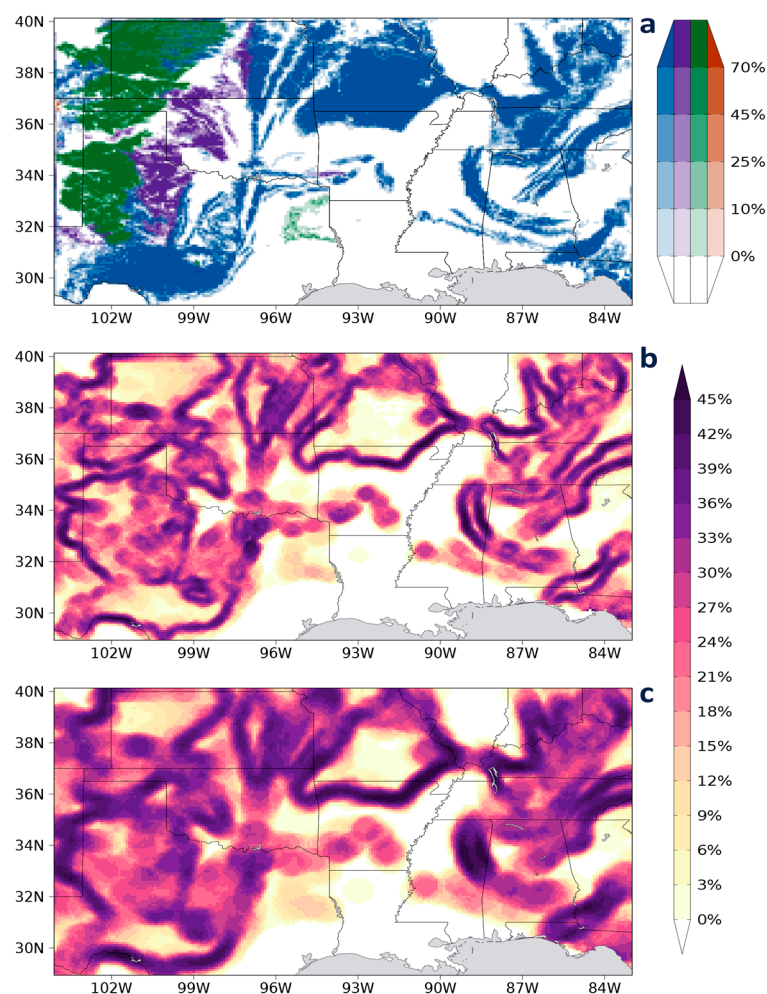 a
40N
38N
36N
34N
32N
30N
102W 99W 96W 93W 90W 87W 84W
70%
45%
25%
10%
0%
b
40N
38N
36N
34N
32N
30N
102W 99W 96W 93W 90W 87W 84W
c
40N
38N
36N
34N
32N
30N
102W 99W 96W 93W 90W 87W 84W
45%
42%
39%
36%
33%
30%
27%
24%
21%
18%
15%
12%
9%
6%
3%
0%